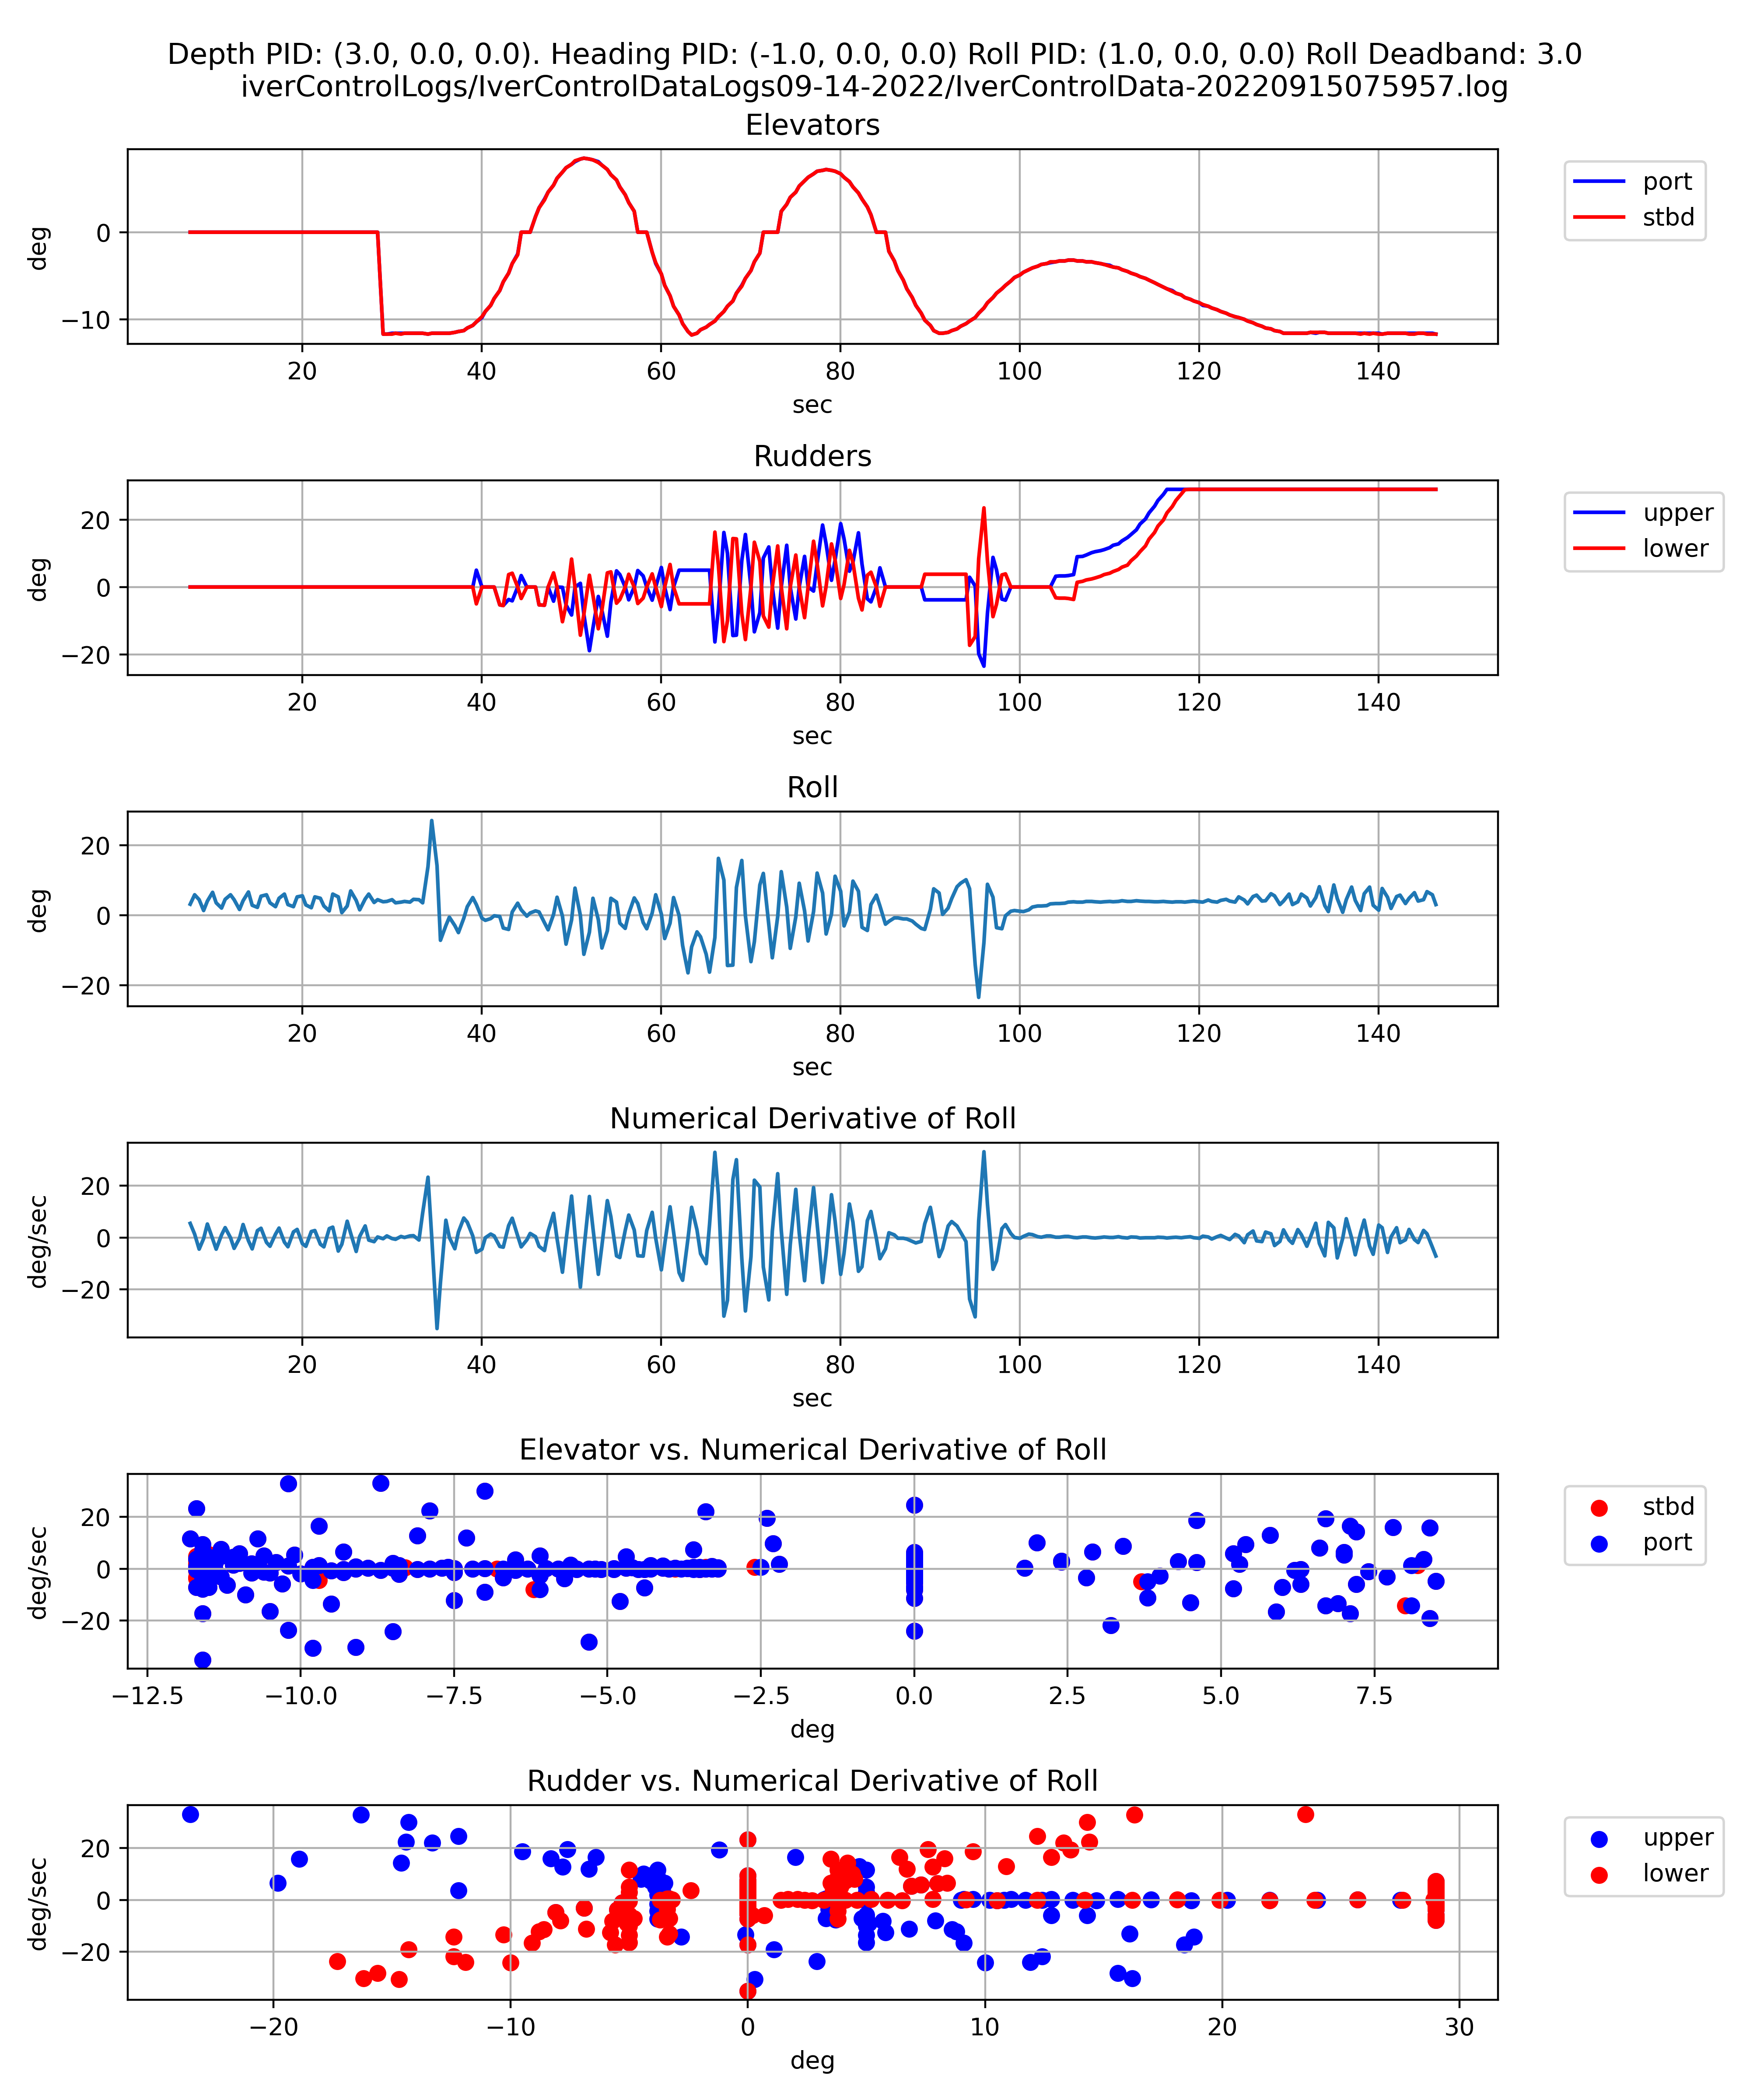 Depth PID: (3.0, 0.0, 0.0). Heading PID: (-1.0, 0.0, 0.0) Roll PID: (1.0, 0.0, 0.0) Roll Deadband: 3.0
iverControlLogs/IverControlDataLogs09-14-2022/IverControlData-20220915075957.log
Elevators
deg
0
−10
20 40 60 80 100 120 140
sec
port
stbd
Rudders
deg
20
0
−20
20 40 60 80 100 120 140
sec
upper
lower
Roll
deg
20
0
−20
20 40 60 80 100 120 140
sec
Numerical Derivative of Roll
deg/sec
20
0
−20
20 40 60 80 100 120 140
sec
Elevator vs. Numerical Derivative of Roll
deg/sec
20
0
−20
−12.5 −10.0 −7.5 −5.0 −2.5 0.0 2.5 5.0 7.5
deg
stbd
port
Rudder vs. Numerical Derivative of Roll
deg/sec
20
0
−20
−20 −10 0 10 20 30
deg
upper
lower